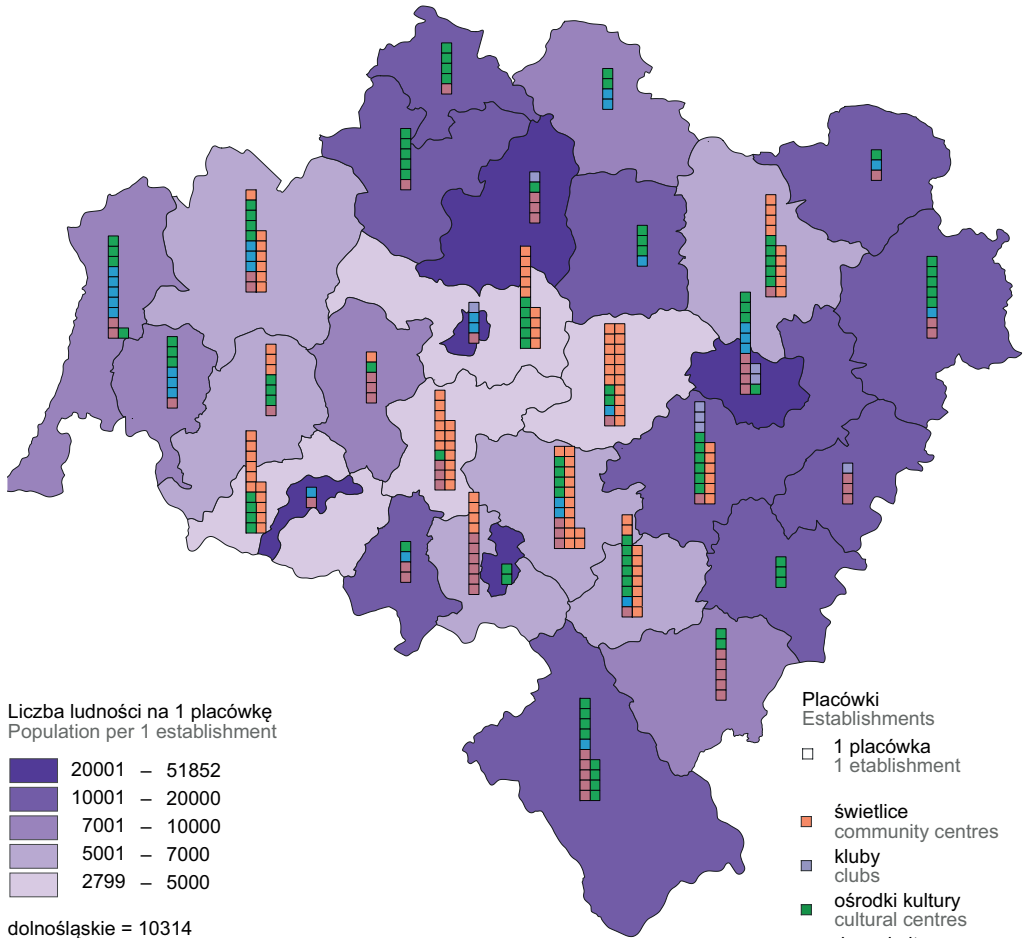 Liczba ludności na 1 placówkę
Population per 1 establishment
20001 – 51852
10001 – 20000
7001 – 10000
5001 – 7000
2799 – 5000
dolnośląskie = 10314
Placówki
Establishments
1 placówka
1 etablishment
świetlice
community centres
kluby
clubs
ośrodki kultury
cultural centres